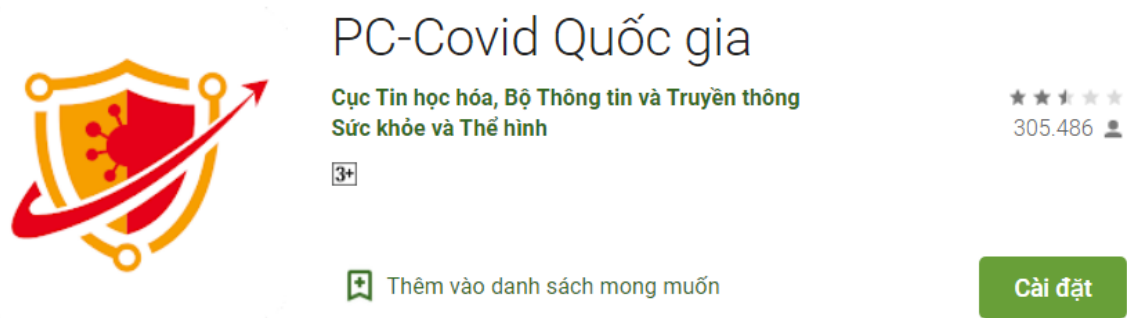 PC-Covid Quốc gia
Cục Tin học hóa, Bộ Thông tin và Truyền thông
Sức khỏe và Thể hình
305.486
3+
Thêm vào danh sách mong muốn
Cài đặt